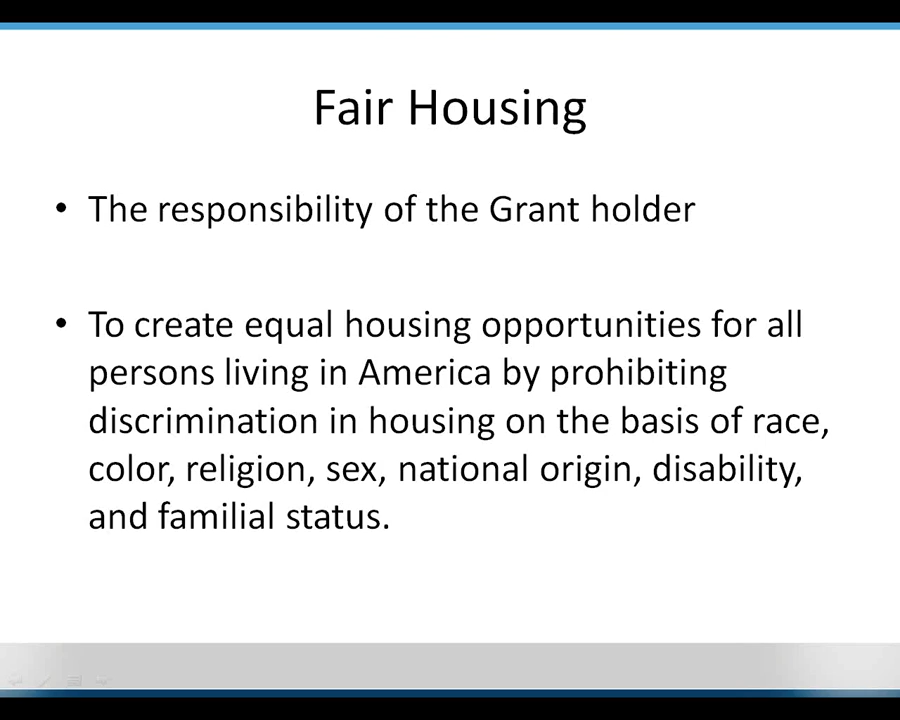 Fair Housing
• The responsibility of the Grant holder
• To create equal housing opportunities for all
persons living in America by prohibiting
discrimination in housing on the basis of race,
color, religion, sex, national origin, disability,
and familial status.